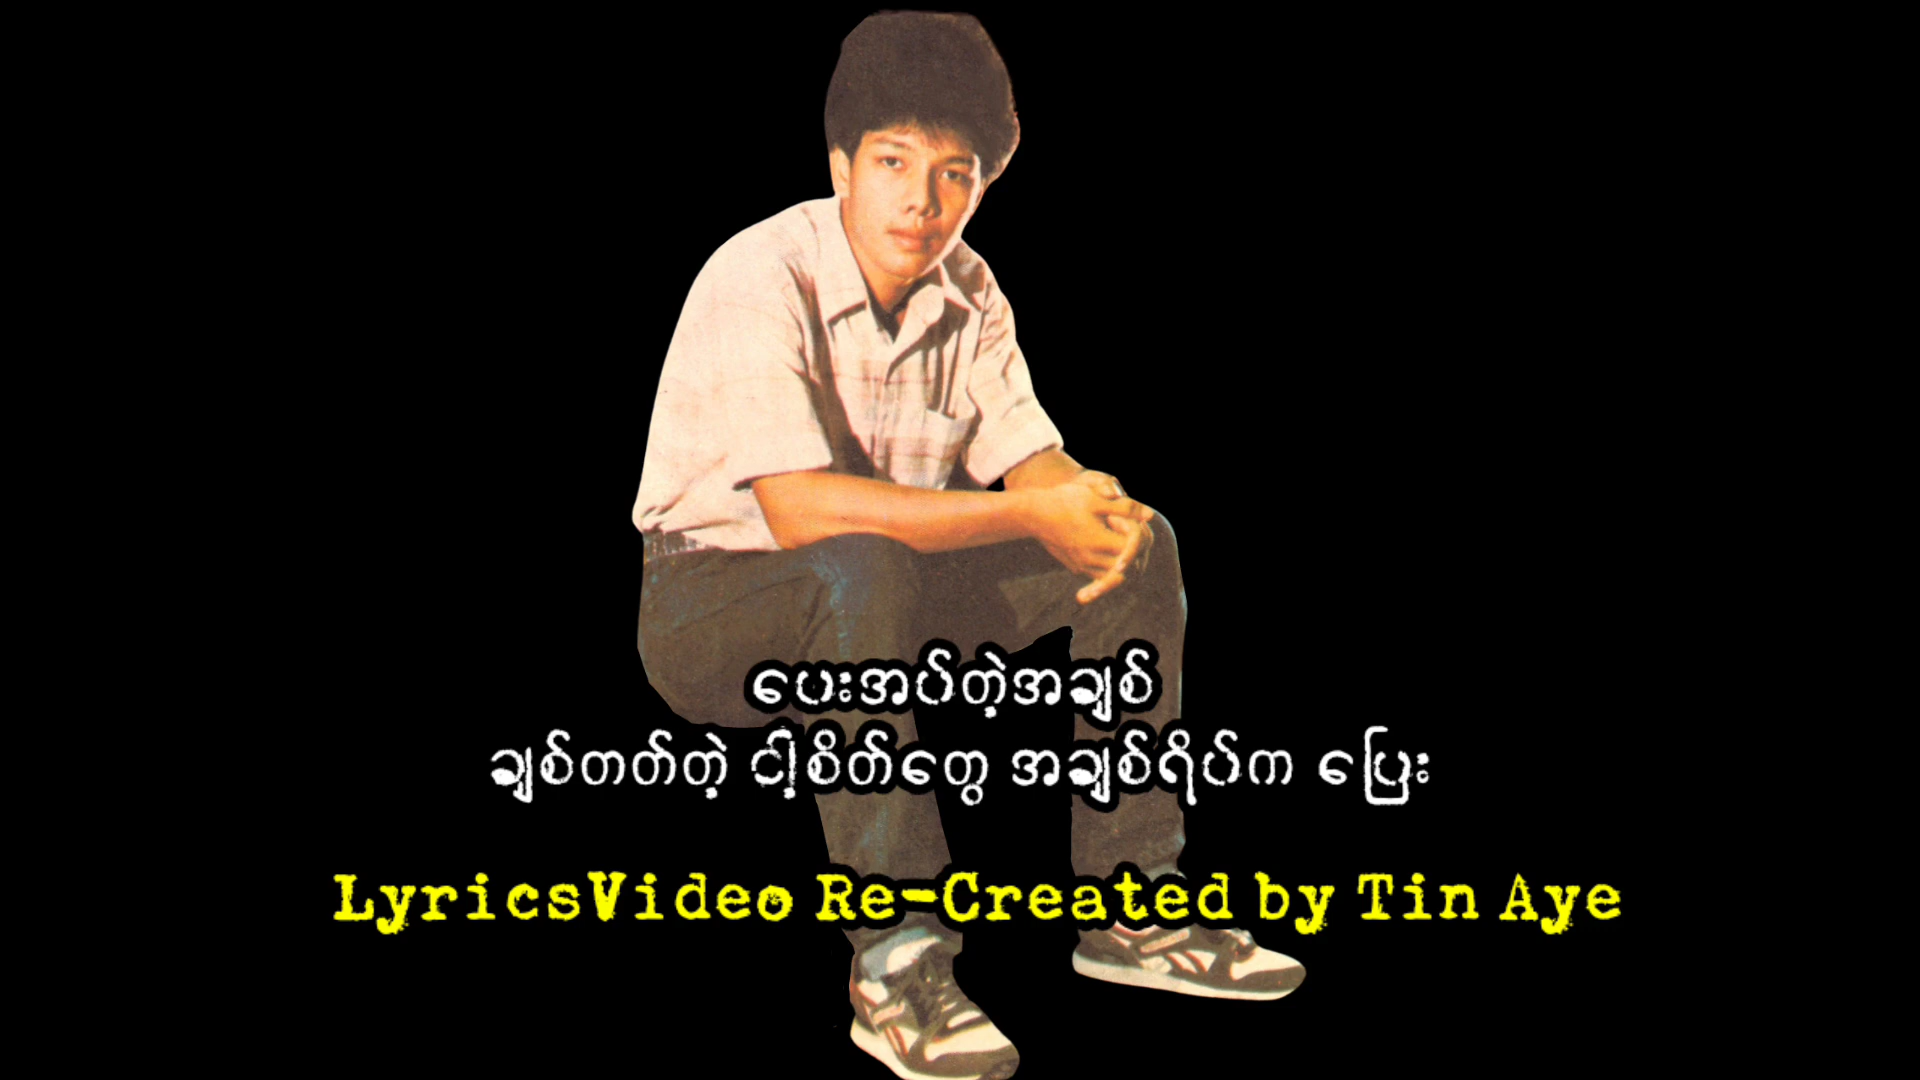 ပေးအပ်တဲ့အချစ်
ချစ်တတ်တဲ့ ငါ့စိတ်တွေ အချစ်ရိပ်က ပြေး
LyricsVideo Re-Created by Tin Aye